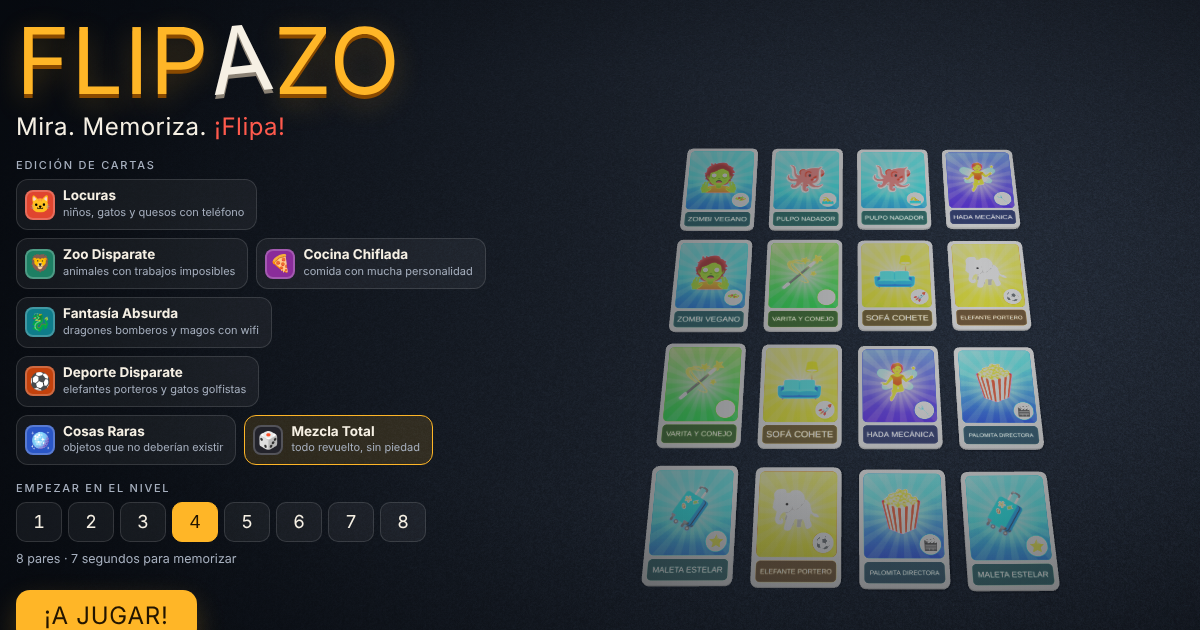 FLIPAZO
Mira. Memoriza. ¡Flipa!
EDICIÓN DE CARTAS
Locuras
niños, gatos y quesos con teléfono
Zoo Disparate
animales con trabajos imposibles
Cocina Chiflada
comida con mucha personalidad
Fantasía Absurda
dragones bomberos y magos con wifi
Deporte Disparate
elefantes porteros y gatos golfistas
Cosas Raras
objetos que no deberían existir
Mezcla Total
todo revuelto, sin piedad
EMPEZAR EN EL NIVEL
1 2 3 4 5 6 7 8
8 pares · 7 segundos para memorizar
¡A JUGAR!
ZOMBI VEGANO
PULPO NADADOR
PULPO NADADOR
HADA MECÁNICA
ZOMBI VEGANO
VARITA Y CONEJO
SOFÁ COHETE
ELEFANTE PORTERO
VARITA Y CONEJO
SOFÁ COHETE
HADA MECÁNICA
PALOMITA DIRECTORA
MALETA ESTELAR
ELEFANTE PORTERO
PALOMITA DIRECTORA
MALETA ESTELAR